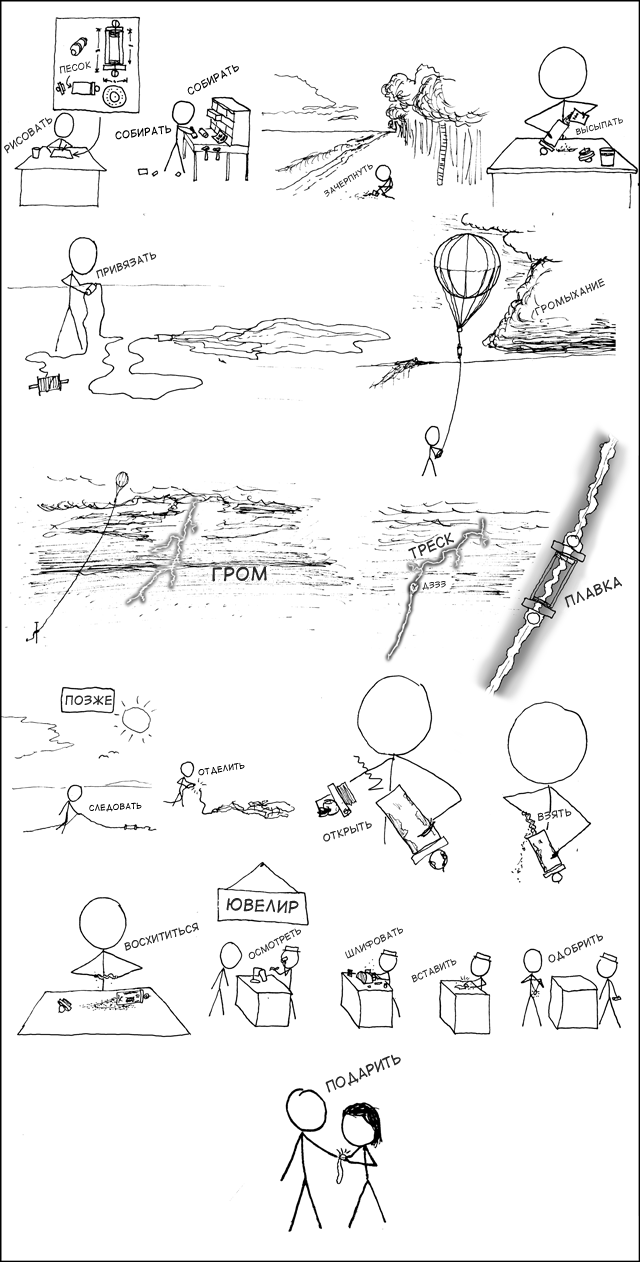 ПЕСОК
РИСОВАТЬ
СОБИРАТЬ
СОБИРАТЬ
ЗАЧЕРПНУТЬ
ВЫСЫПАТЬ
ПРИВЯЗАТЬ
ГРОМЫХАНИЕ
ГРОМ
ТРЕСК
ДЗЗЗ
ПЛАВКА
ПОЗЖЕ
СЛЕДОВАТЬ
ОТДЕЛИТЬ
ОТКРЫТЬ
ВЗЯТЬ
ВОСХИТИТЬСЯ
ЮВЕЛИР
ОСМОТРЕТЬ
ШЛИФОВАТЬ
ВСТАВИТЬ
ОДОБРИТЬ
ПОДАРИТЬ